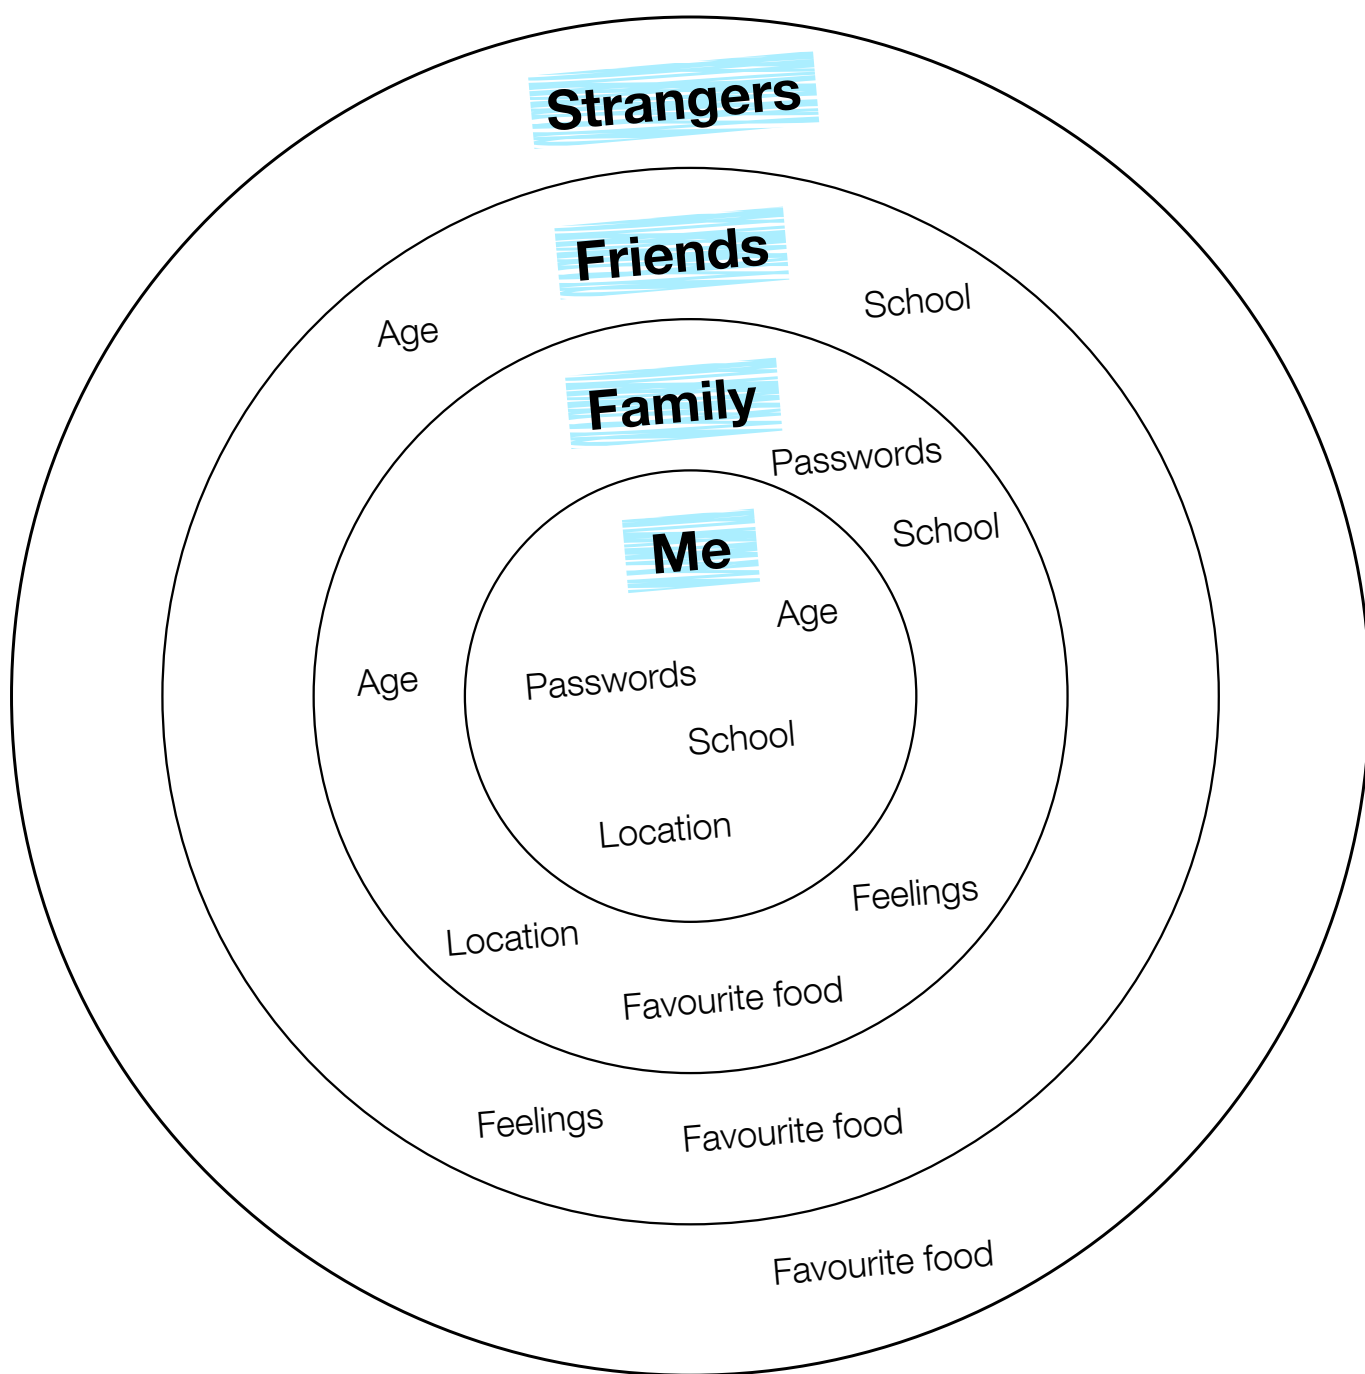 Strangers
Friends
Age
School
Family
Passwords
School
Me
Age
Age
Passwords
School
Location
Feelings
Location
Favourite food
Feelings
Favourite food
Favourite food